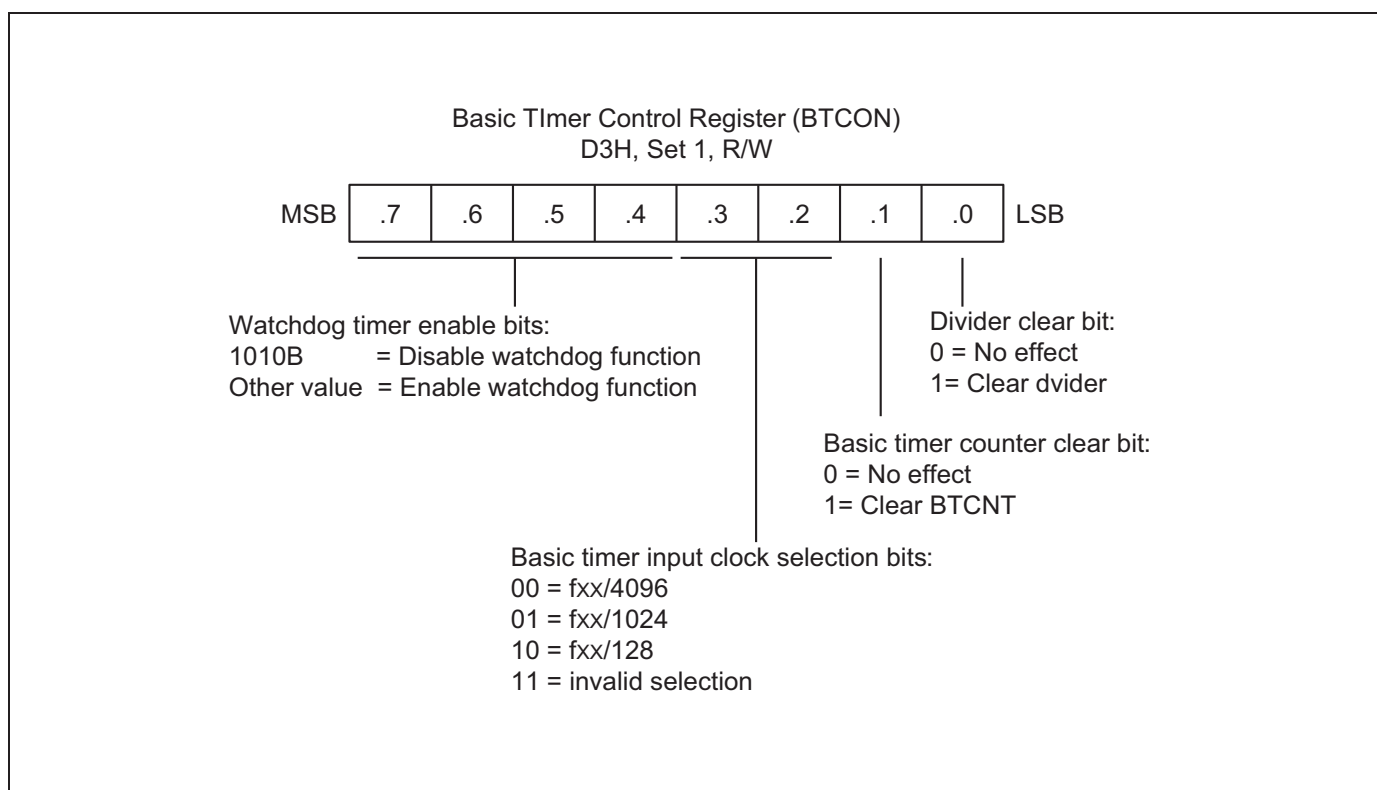 Basic TImer Control Register (BTCON)
D3H, Set 1, R/W
MSB .7 .6 .5 .4 .3 .2 .1 .0 LSB
Watchdog timer enable bits:
1010B = Disable watchdog function
Other value = Enable watchdog function
Divider clear bit:
0 = No effect
1= Clear dvider
Basic timer counter clear bit:
0 = No effect
1= Clear BTCNT
Basic timer input clock selection bits:
00 = fxx/4096
01 = fxx/1024
10 = fxx/128
11 = invalid selection